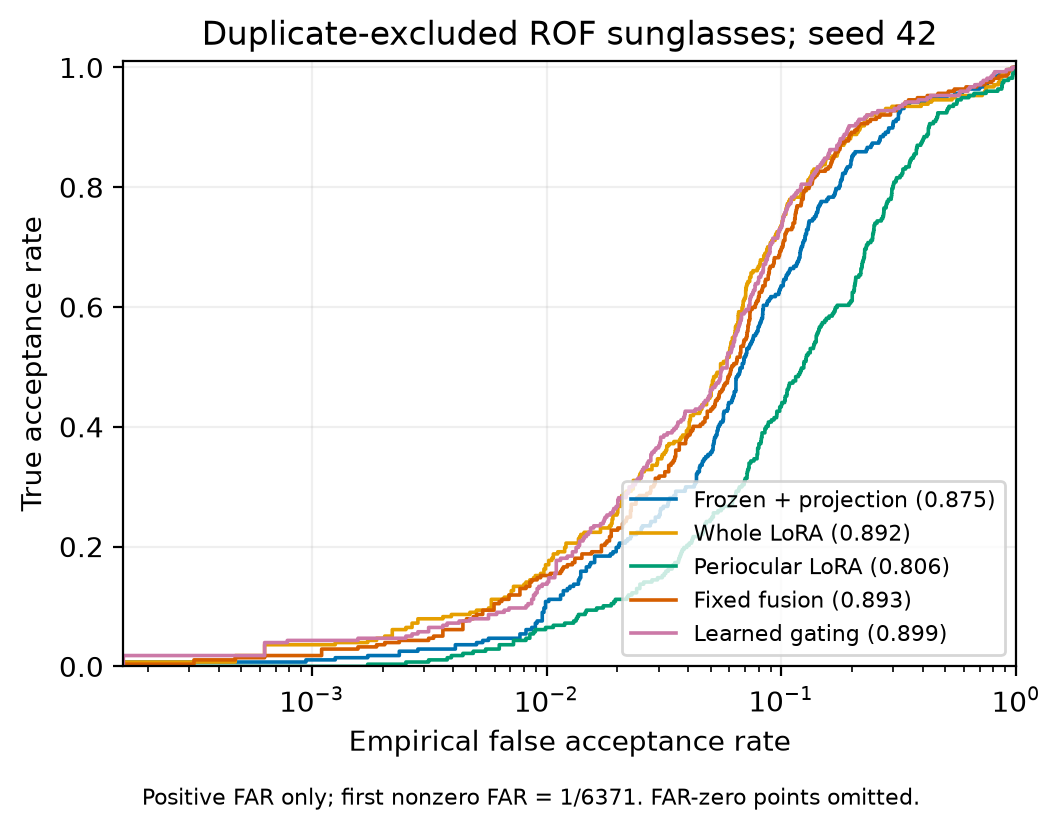 Duplicate-excluded ROF sunglasses; seed 42
True acceptance rate
1.0
0.8
0.6
0.4
0.2
0.0
Frozen + projection (0.875)
Whole LoRA (0.892)
Periocular LoRA (0.806)
Fixed fusion (0.893)
Learned gating (0.899)
10⁻³
10⁻²
10⁻¹
10⁰
Empirical false acceptance rate
Positive FAR only; first nonzero FAR = 1/6371. FAR-zero points omitted.